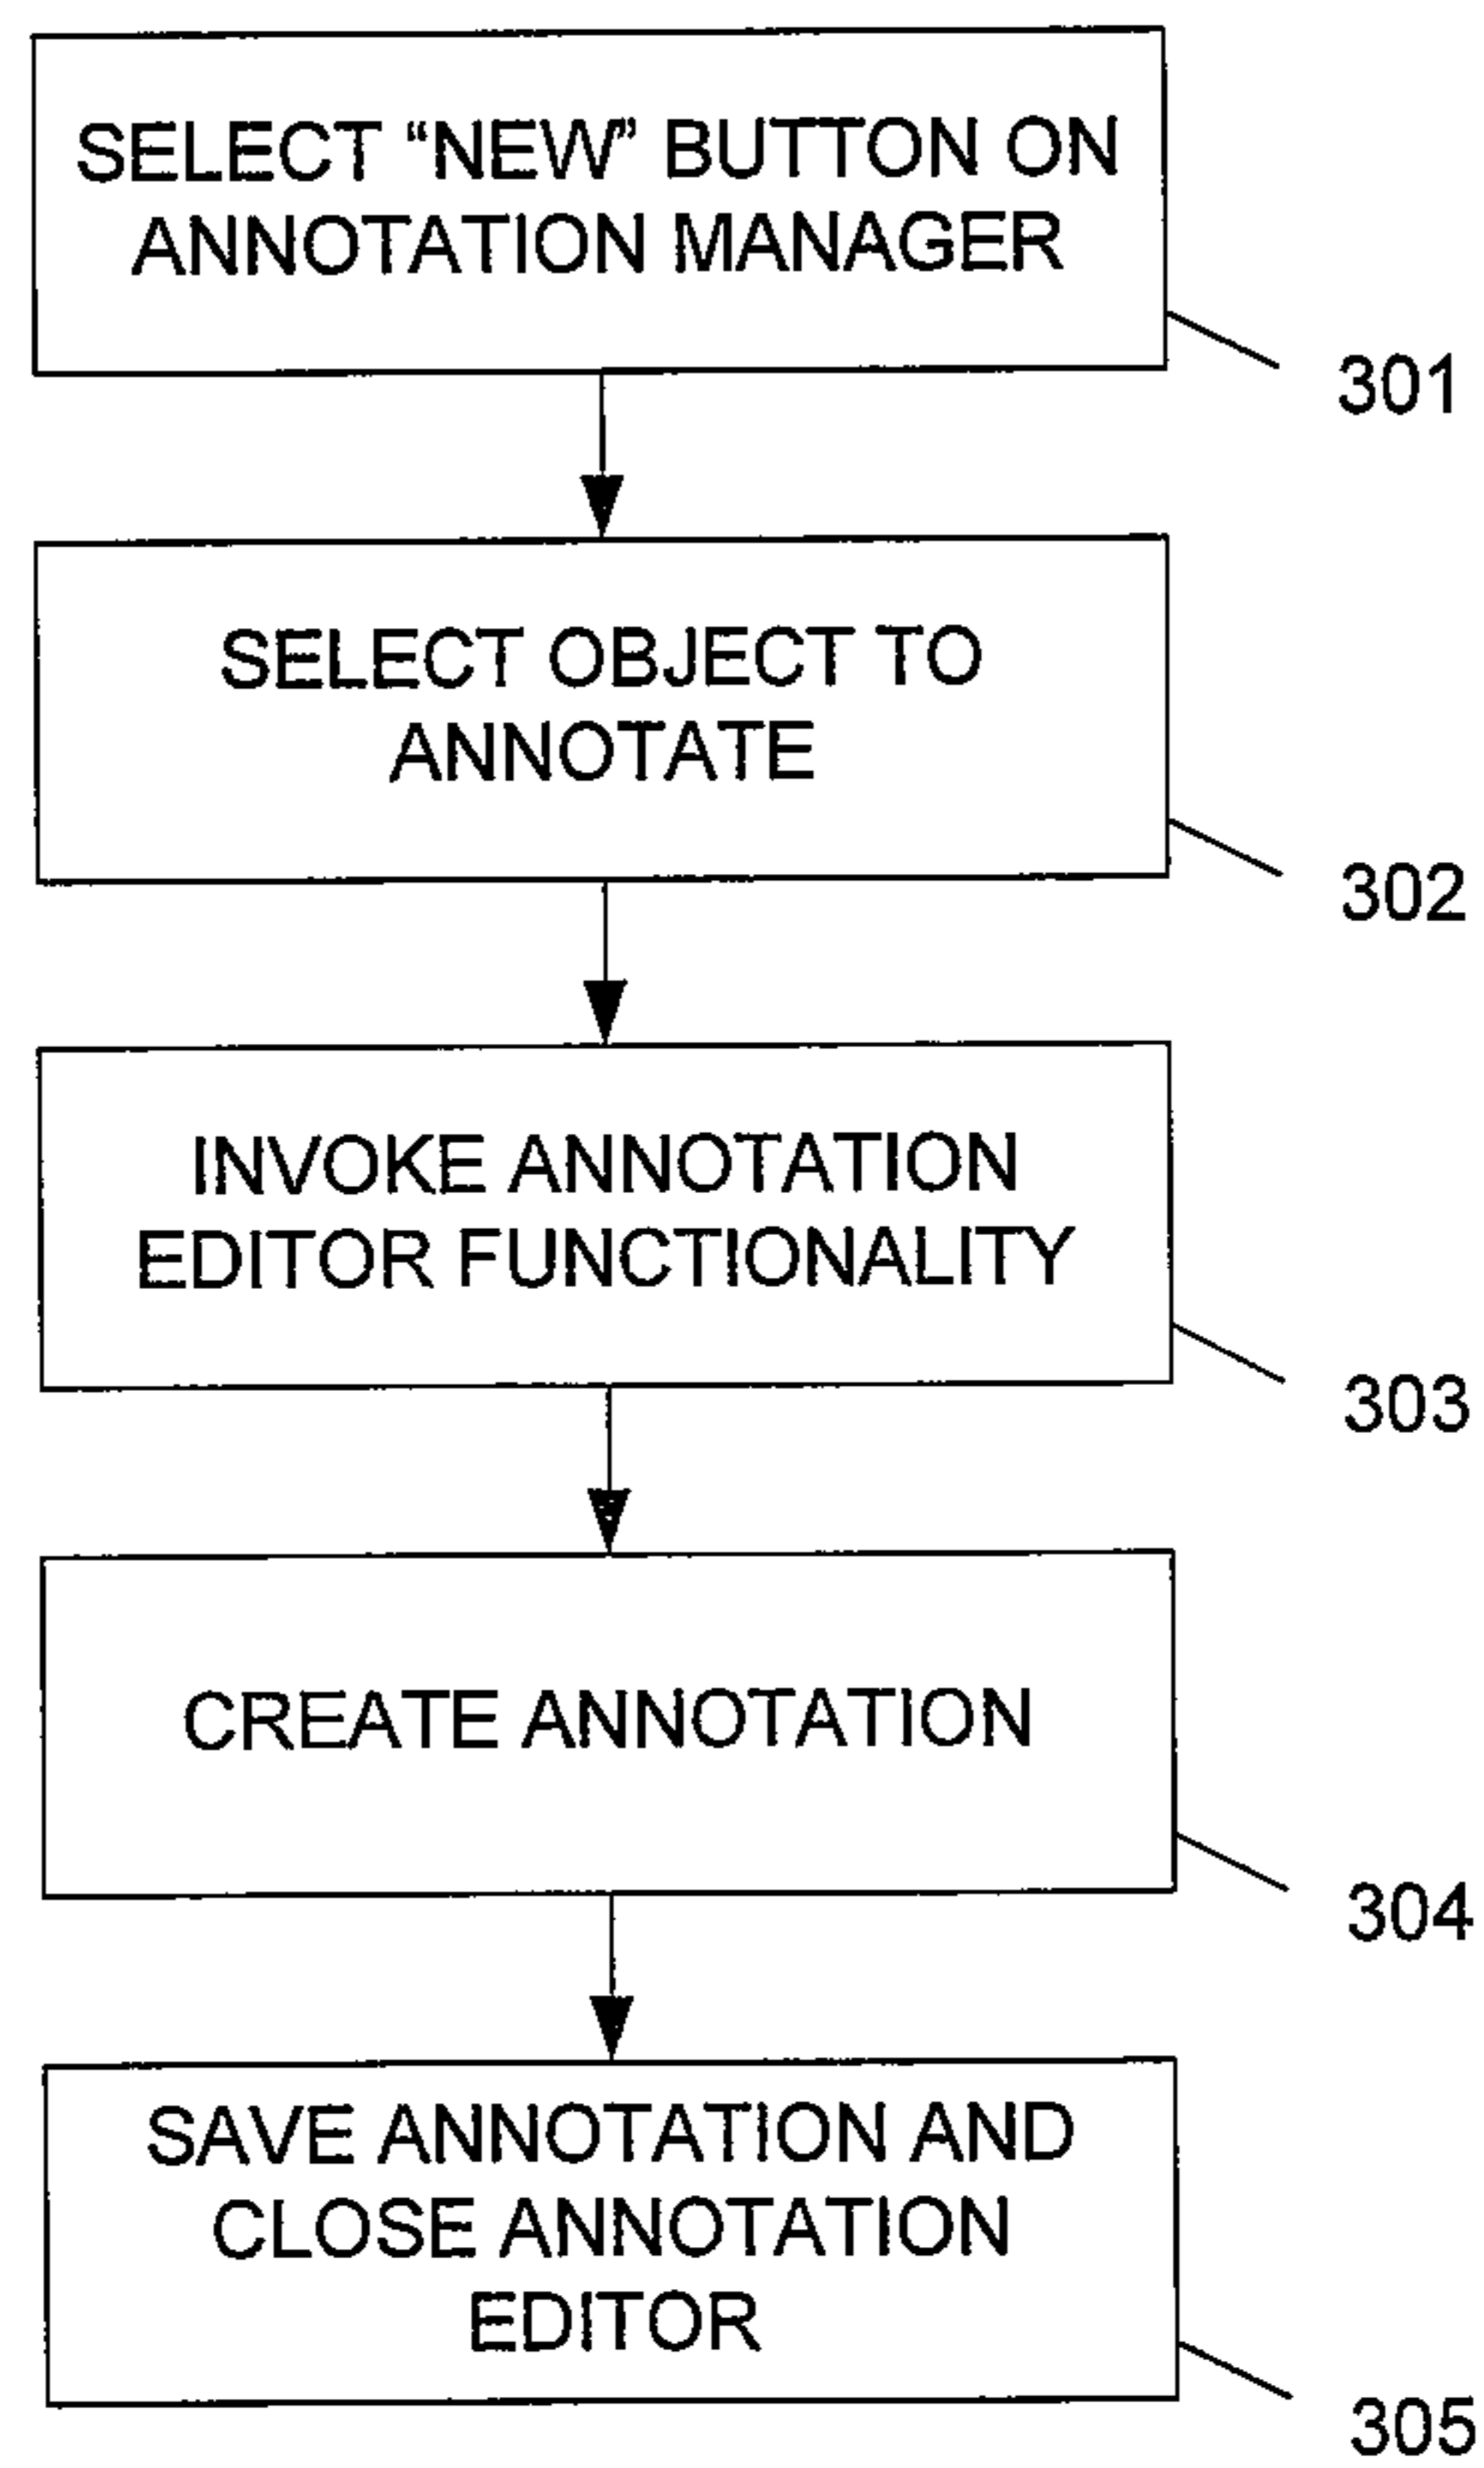 SELECT “NEW” BUTTON ON
ANNOTATION MANAGER
301
SELECT OBJECT TO
ANNOTATE
302
INVOKE ANNOTATION
EDITOR FUNCTIONALITY
303
CREATE ANNOTATION
304
SAVE ANNOTATION AND
CLOSE ANNOTATION
EDITOR
305